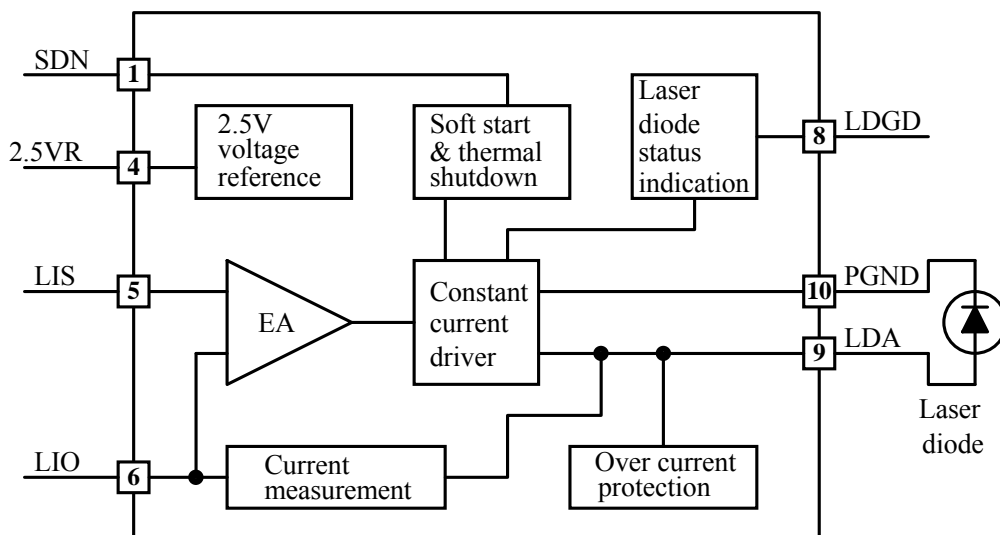 SDN
1
2.5VR
4
2.5V
voltage
reference
Soft start
& thermal
shutdown
Laser
diode
status
indication
8
LDGD
LIS
5
EA
Constant
current
driver
10
PGND
9
LDA
Laser
diode
LIO
6
Current
measurement
Over current
protection